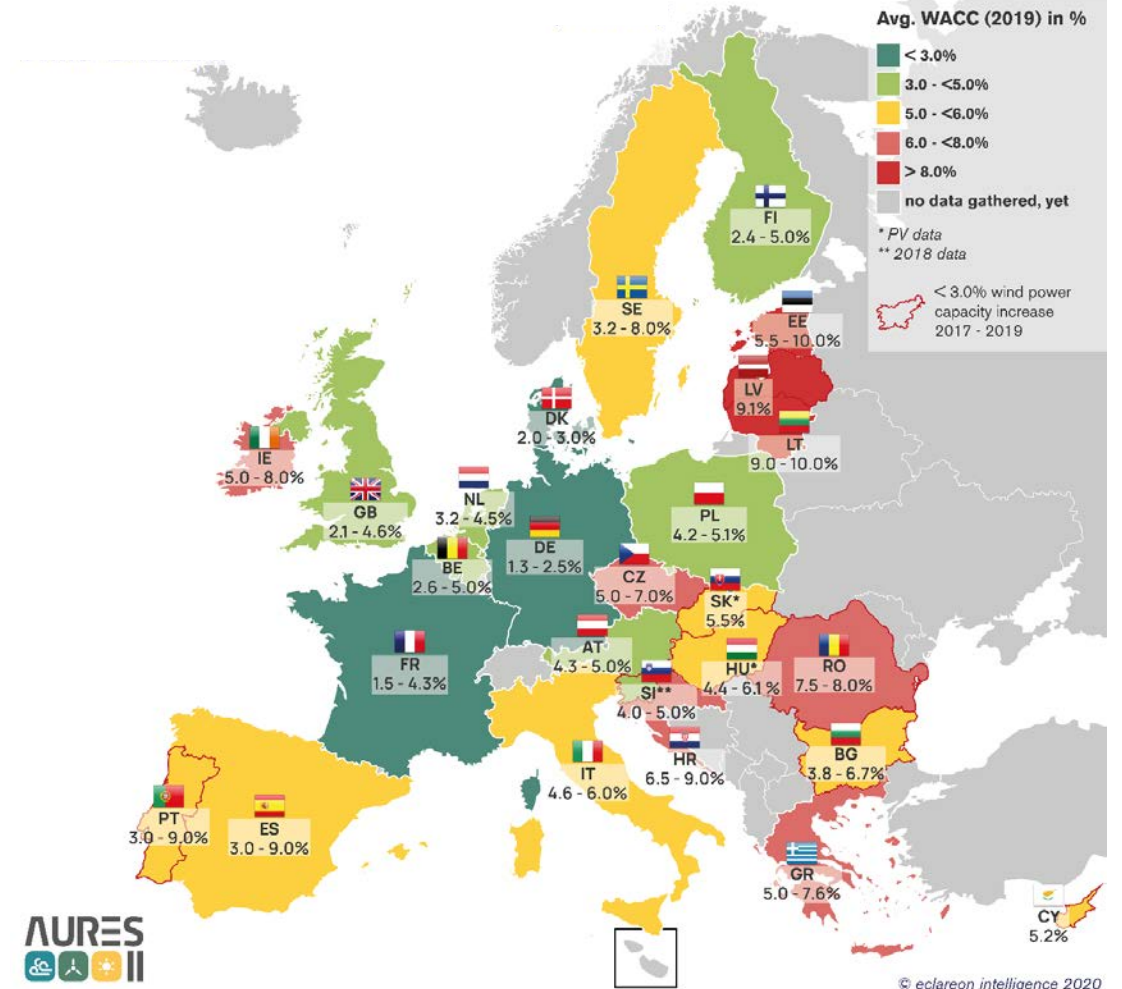 Avg. WACC (2019) in %
< 3.0%
3.0 - <5.0%
5.0 - <6.0%
6.0 - <8.0%
> 8.0%
no data gathered, yet
* PV data
** 2018 data
< 3.0% wind power
capacity increase
2017 - 2019
FI
2.4 - 5.0%
SE
3.2 - 8.0%
EE
5.5 - 10.0%
LV
9.1%
LT
9.0 - 10.0%
DK
2.0 - 3.0%
IE
5.0 - 8.0%
GB
2.1 - 4.6%
NL
3.2 - 4.5%
BE
2.6 - 5.0%
DE
1.3 - 2.5%
PL
4.2 - 5.1%
CZ
5.0 - 7.0%
SK*
5.5%
AT
4.3 - 5.0%
HU*
4.4 - 6.1%
RO
7.5 - 8.0%
FR
1.5 - 4.3%
SI**
4.0 - 5.0%
HR
6.5 - 9.0%
BG
3.8 - 6.7%
IT
4.6 - 6.0%
PT
3.0 - 9.0%
ES
3.0 - 9.0%
GR
5.0 - 7.6%
CY
5.2%
AURES
II
© eclareon intelligence 2020